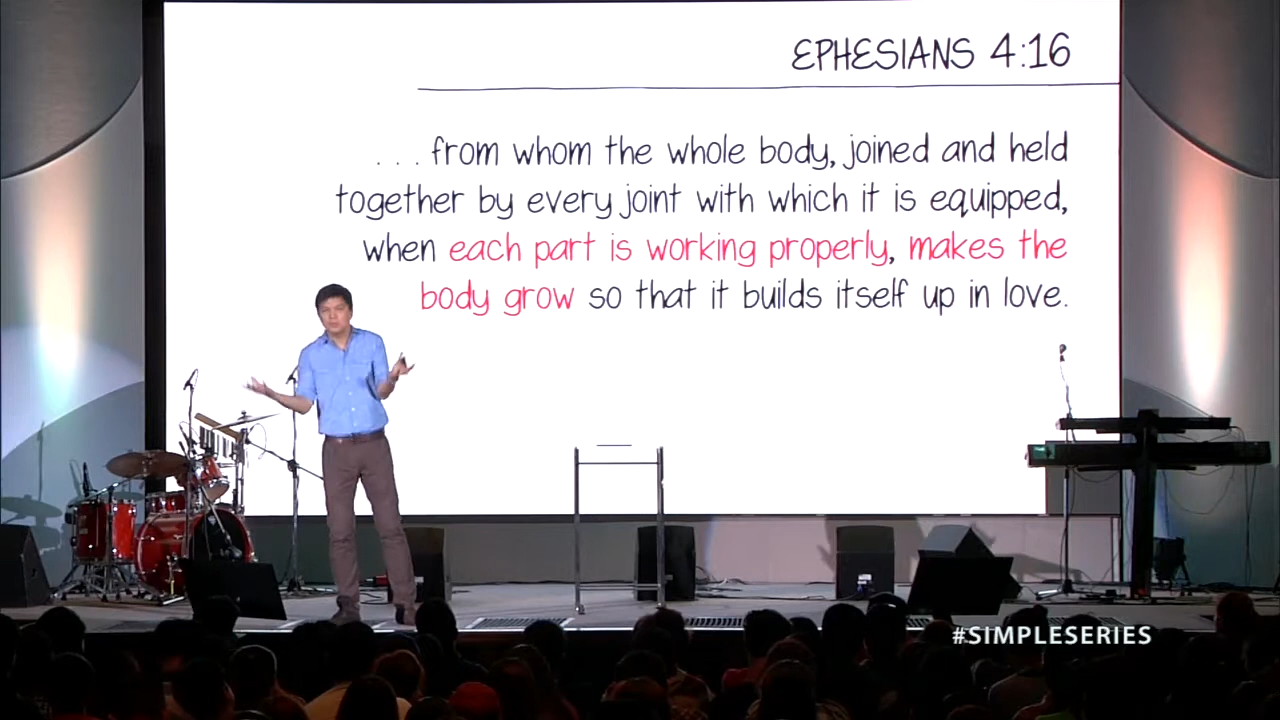 EPHESIANS 4:16
. . . from whom the whole body, joined and held
together by every joint with which it is equipped,
when each part is working properly, makes the
body grow so that it builds itself up in love.
#SIMPLESERIES